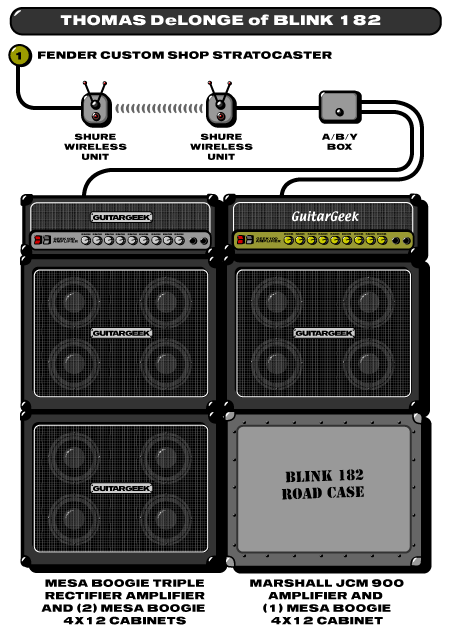 THOMAS DeLONGE of BLINK 182
1 FENDER CUSTOM SHOP STRATOCASTER
SHURE
WIRELESS
UNIT
SHURE
WIRELESS
UNIT
A/B/Y
BOX
GUITARGEEK
GuitarGeek
GUITARGEEK
GUITARGEEK
GUITARGEEK
BLINK 182
ROAD CASE
MESA BOOGIE TRIPLE
RECTIFIER AMPLIFIER
AND (2) MESA BOOGIE
4X12 CABINETS
MARSHALL JCM 900
AMPLIFIER AND
(1) MESA BOOGIE
4X12 CABINET